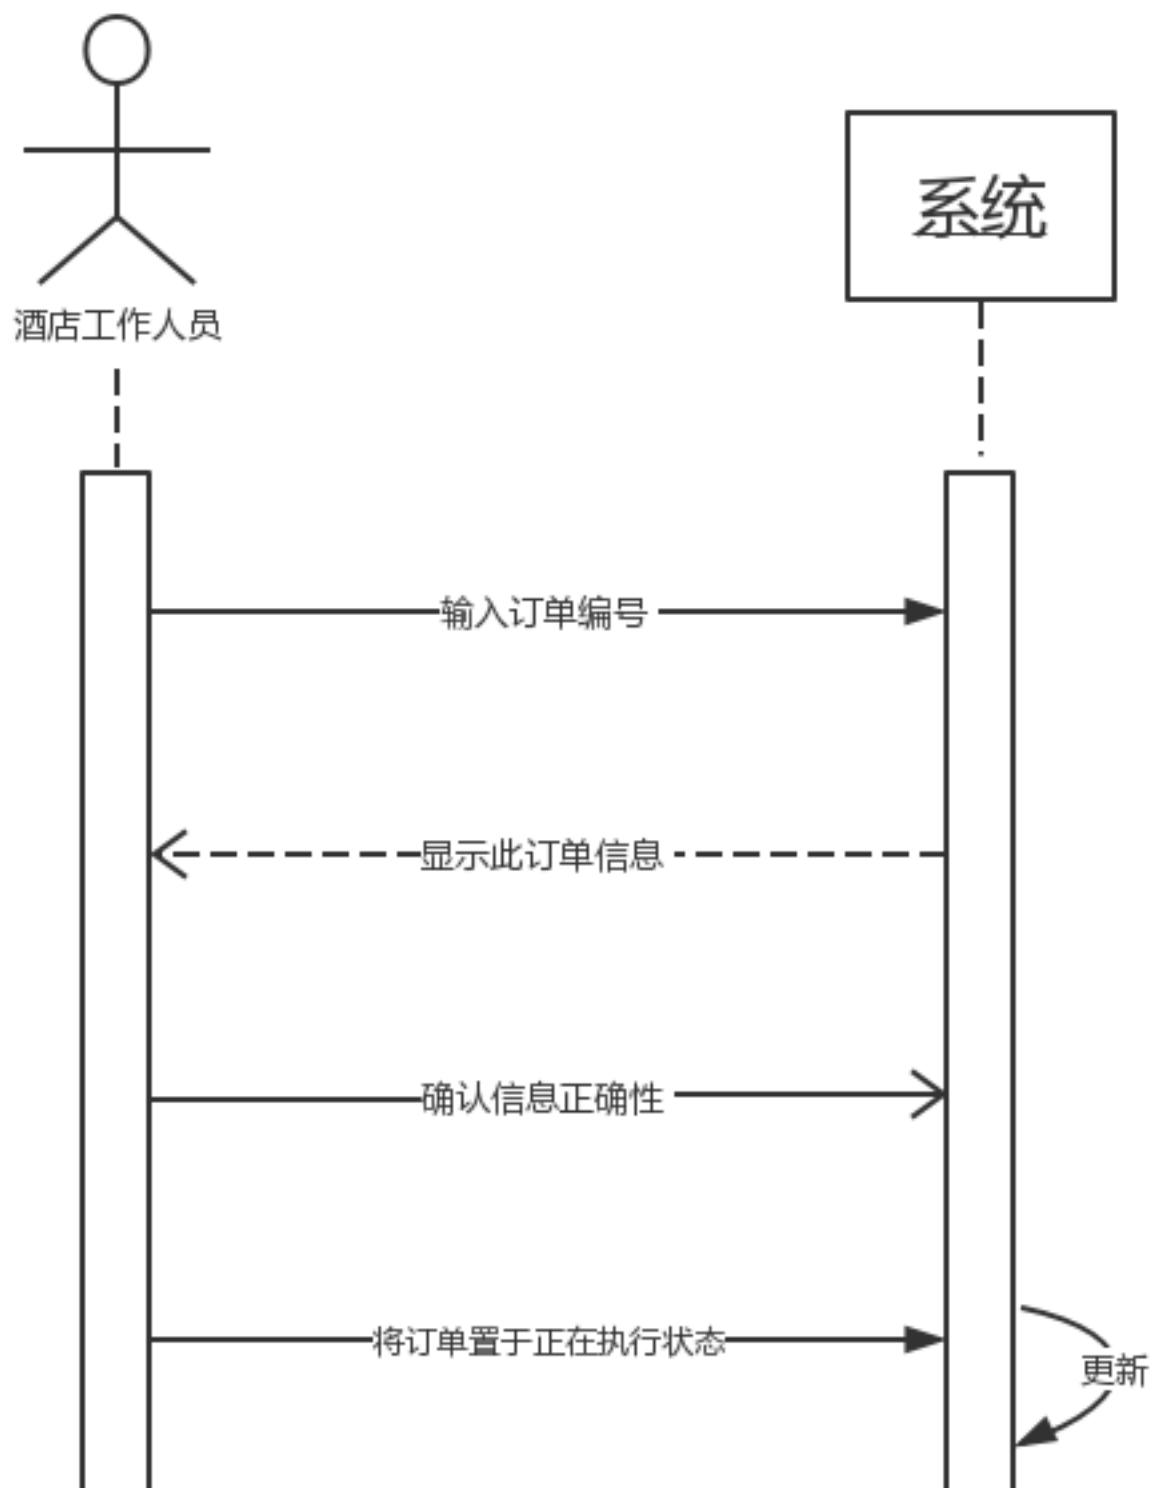 系统
酒店工作人员
输入订单编号
显示此订单信息
确认信息正确性
将订单置于正在执行状态
更新